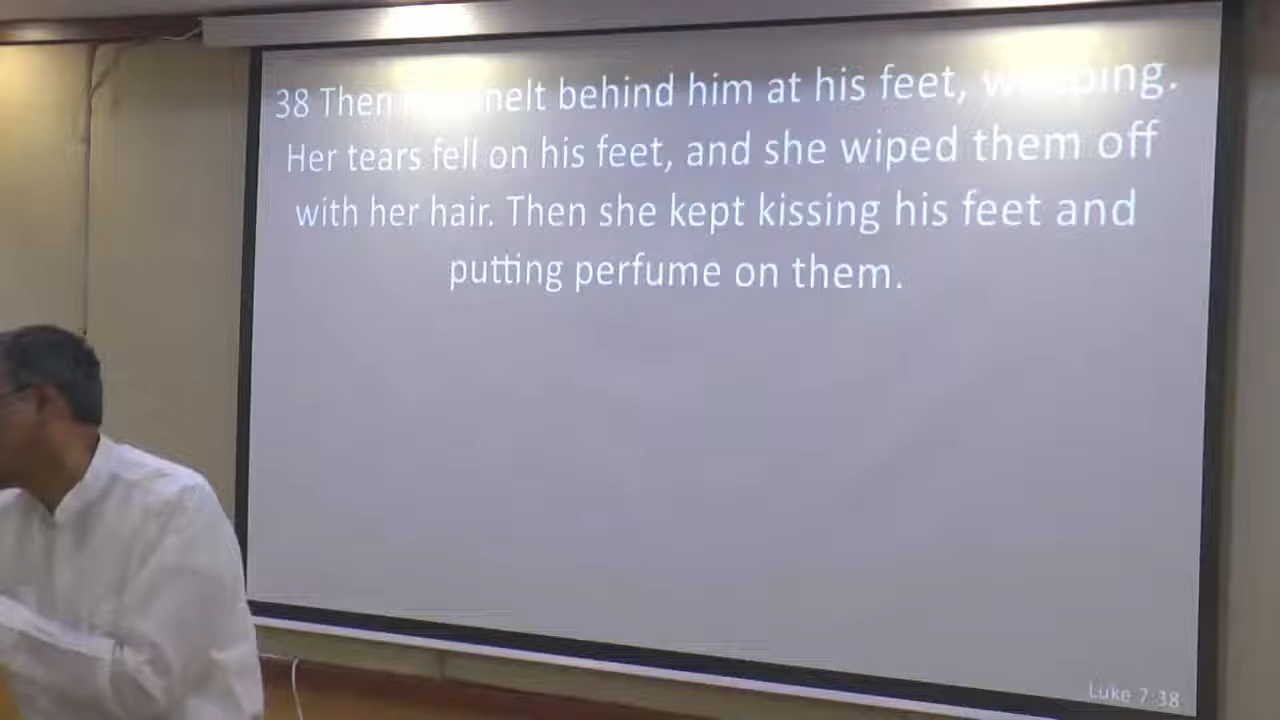 38 Then knelt behind him at his feet, weeping.
Her tears fell on his feet, and she wiped them off
with her hair. Then she kept kissing his feet and
putting perfume on them.
Luke 7:38